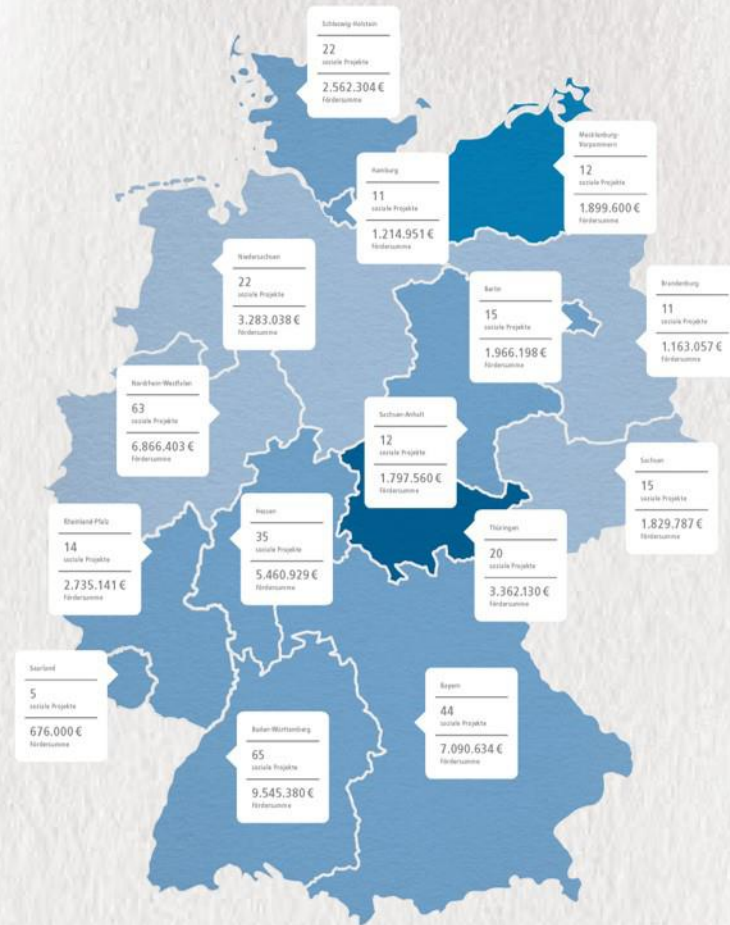 Schleswig-Holstein
22
soziale Projekte
2.562.304 €
Fördersumme
Mecklenburg-
Vorpommern
12
soziale Projekte
1.899.600 €
Fördersumme
Hamburg
11
soziale Projekte
1.214.951 €
Fördersumme
Niedersachsen
22
soziale Projekte
3.283.038 €
Fördersumme
Berlin
15
soziale Projekte
1.966.198 €
Fördersumme
Brandenburg
11
soziale Projekte
1.163.057 €
Fördersumme
Nordrhein-Westfalen
63
soziale Projekte
6.866.403 €
Fördersumme
Sachsen-Anhalt
12
soziale Projekte
1.797.560 €
Fördersumme
Sachsen
15
soziale Projekte
1.829.787 €
Fördersumme
Hessen
35
soziale Projekte
5.460.929 €
Fördersumme
Rheinland-Pfalz
14
soziale Projekte
2.735.141 €
Fördersumme
Thüringen
20
soziale Projekte
3.362.130 €
Fördersumme
Saarland
5
soziale Projekte
676.000 €
Fördersumme
Bayern
44
soziale Projekte
7.090.634 €
Fördersumme
Baden-Württemberg
65
soziale Projekte
9.545.380 €
Fördersumme